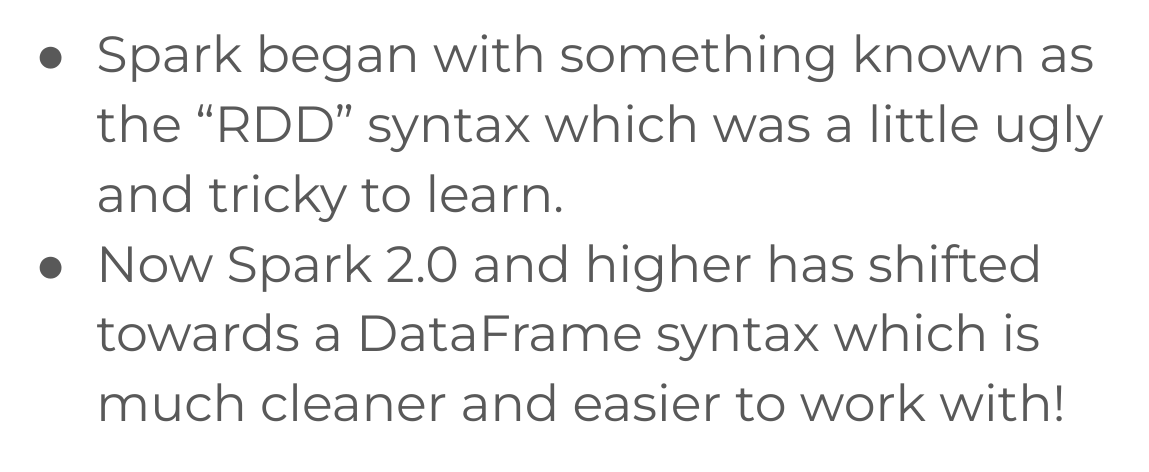 ● Spark began with something known as
the “RDD” syntax which was a little ugly
and tricky to learn.
● Now Spark 2.0 and higher has shifted
towards a DataFrame syntax which is
much cleaner and easier to work with!